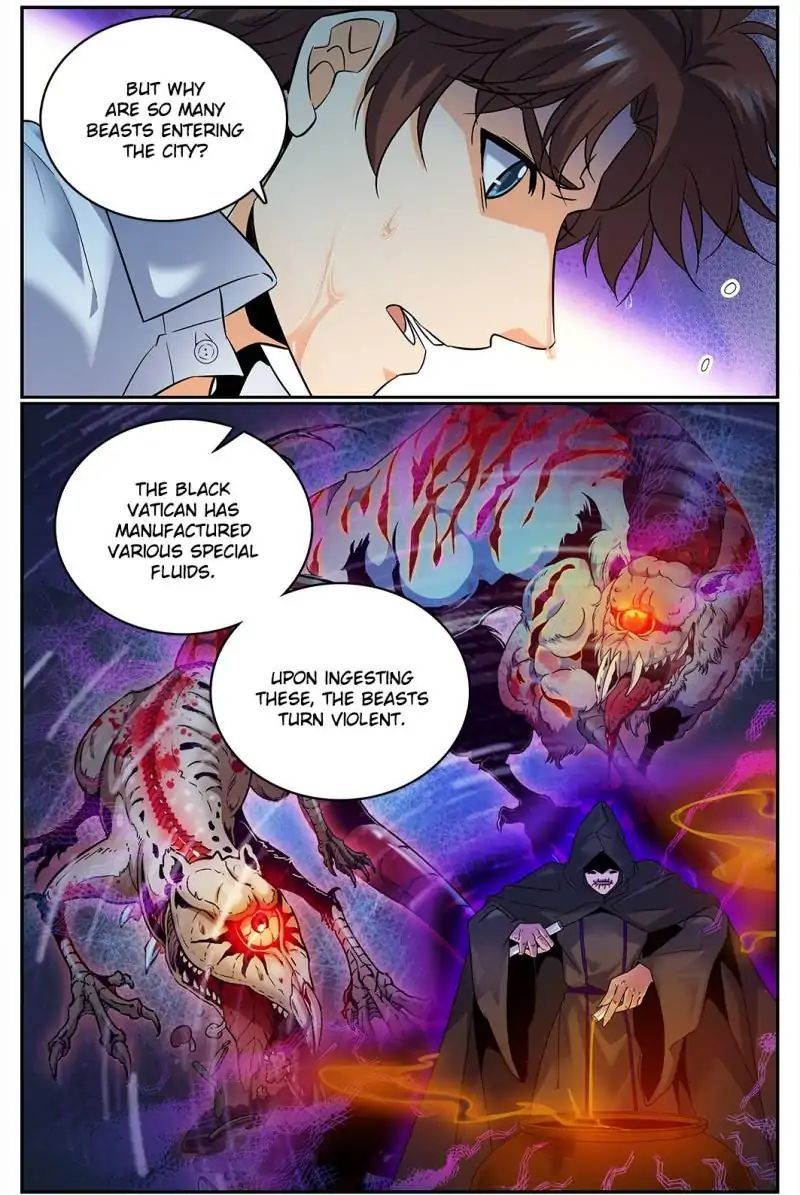 BUT WHY
ARE SO MANY
BEASTS ENTERING
THE CITY?
THE BLACK
VATICAN HAS
MANUFACTURED
VARIOUS SPECIAL
FLUIDS.
UPON INGESTING
THESE, THE BEASTS
TURN VIOLENT.